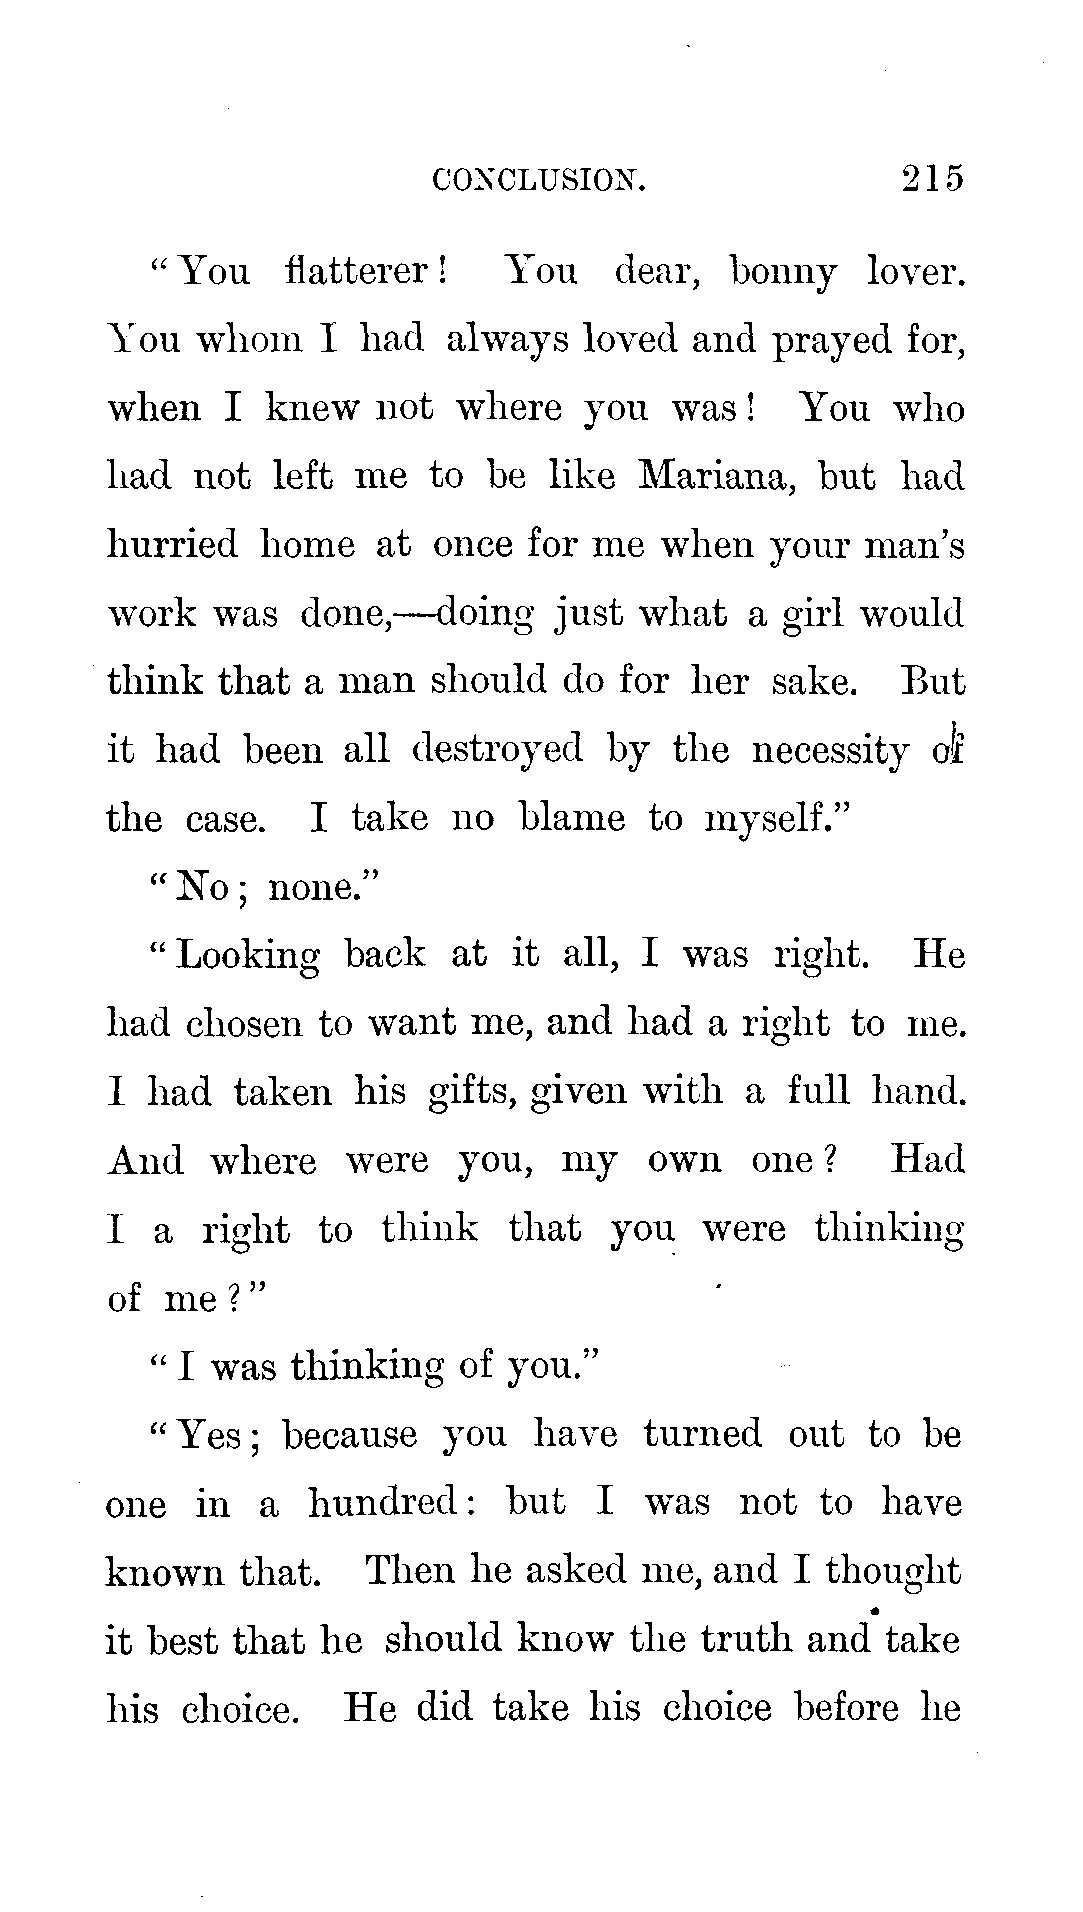 CONCLUSION. 215
“ You flatterer! You dear, bonny lover.
You whom I had always loved and prayed for,
when I knew not where you was! You who
had not left me to be like Mariana, but had
hurried home at once for me when your man’s
work was done,—doing just what a girl would
think that a man should do for her sake. But
it had been all destroyed by the necessity of
the case. I take no blame to myself.”
“ No; none.”
“ Looking back at it all, I was right. He
had chosen to want me, and had a right to me.
I had taken his gifts, given with a full hand.
And where were you, my own one? Had
I a right to think that you were thinking
of me?”
“ I was thinking of you.”
“ Yes; because you have turned out to be
one in a hundred: but I was not to have
known that. Then he asked me, and I thought
it best that he should know the truth and take
his choice. He did take his choice before he